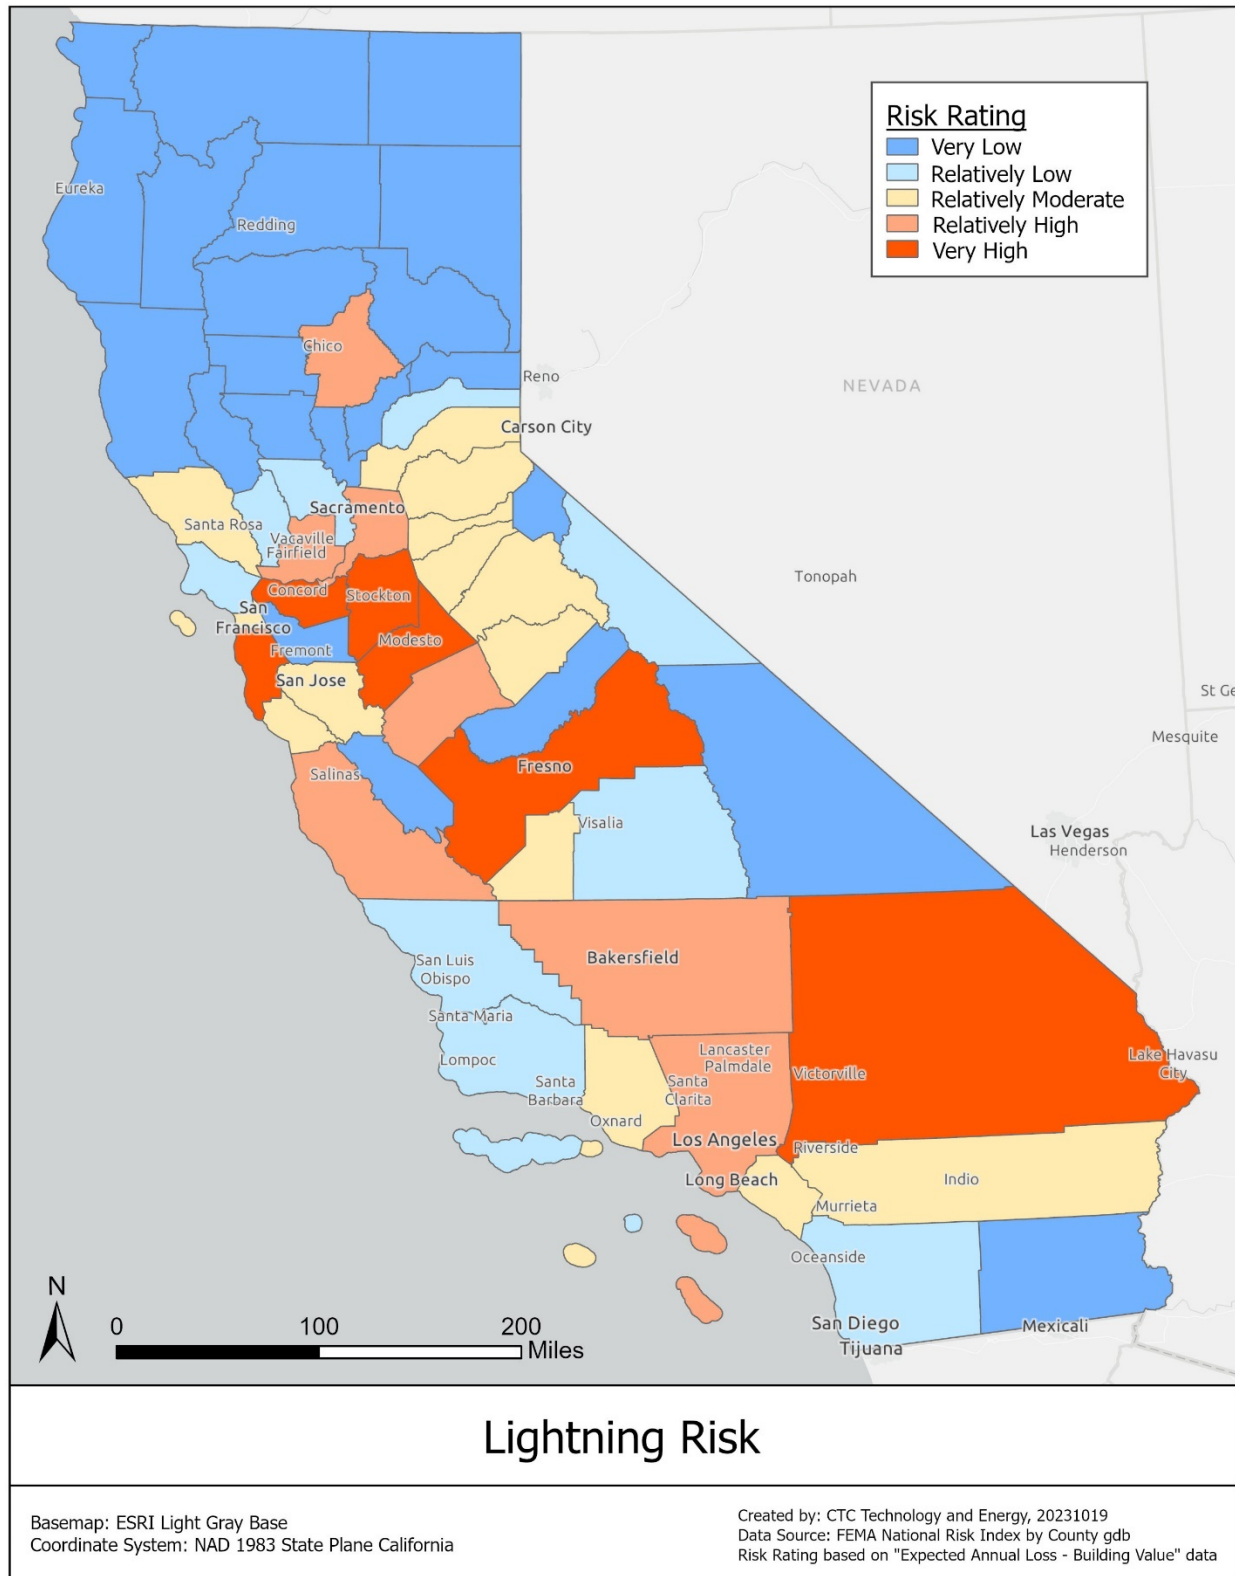 Risk Rating
Very Low
Relatively Low
Relatively Moderate
Relatively High
Very High
Eureka
Redding
Chico
Reno
NEVADA
Carson City
Sacramento
Santa Rosa
Vacaville
Fairfield
Tonopah
Concord
Stockton
San
Francisco
Modesto
Fremont
San Jose
St Ge
Mesquite
Salinas
Fresno
Visalia
Las Vegas
Henderson
Bakersfield
San Luis
Obispo
Santa Maria
Lompoc
Lancaster
Palmdale
Victorville
Lake Havasu
City
Santa
Barbara
Santa
Clarita
Oxnard
Los Angeles
Riverside
Long Beach
Indio
Murrieta
Oceanside
San Diego
Tijuana
Mexicali
N
0 100 200
Miles
Lightning Risk
Basemap: ESRI Light Gray Base
Coordinate System: NAD 1983 State Plane California
Created by: CTC Technology and Energy, 20231019
Data Source: FEMA National Risk Index by County gdb
Risk Rating based on "Expected Annual Loss - Building Value" data